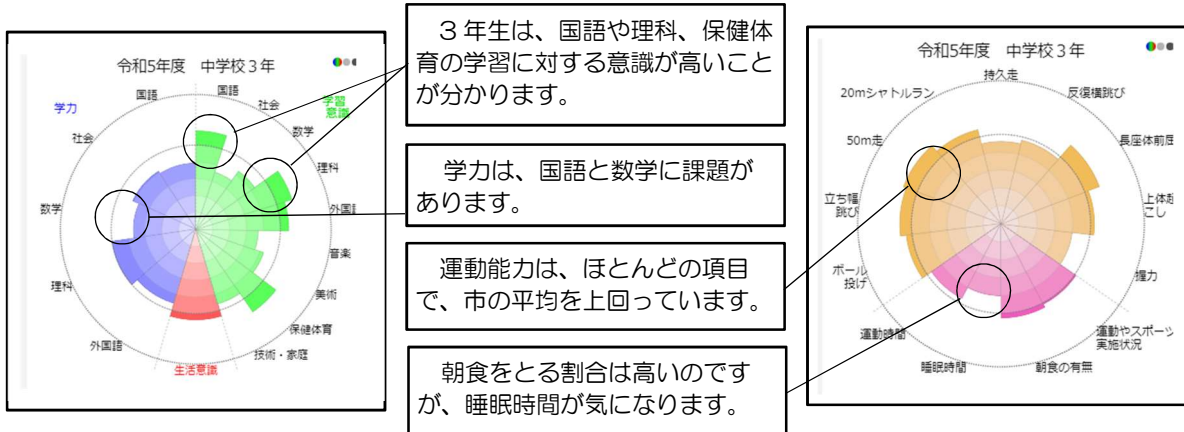 令和5年度 中学校3年
学力
学習
意識
国語
社会
数学
理科
外国語
音楽
美術
保健体育
技術・家庭
生活意識
外国語
理科
数学
社会
国語
３年生は、国語や理科、保健体
育の学習に対する意識が高いこと
が分かります。
学力は、国語と数学に課題が
あります。
運動能力は、ほとんどの項目
で、市の平均を上回っています。
朝食をとる割合は高いのです
が、睡眠時間が気になります。
令和5年度 中学校3年
持久走
反復横跳び
長座体前屈
上体起
こし
握力
運動やスポーツ
実施状況
朝食の有無
睡眠時間
運動時間
ボール
投げ
立ち幅
跳び
50m走
20mシャトルラン